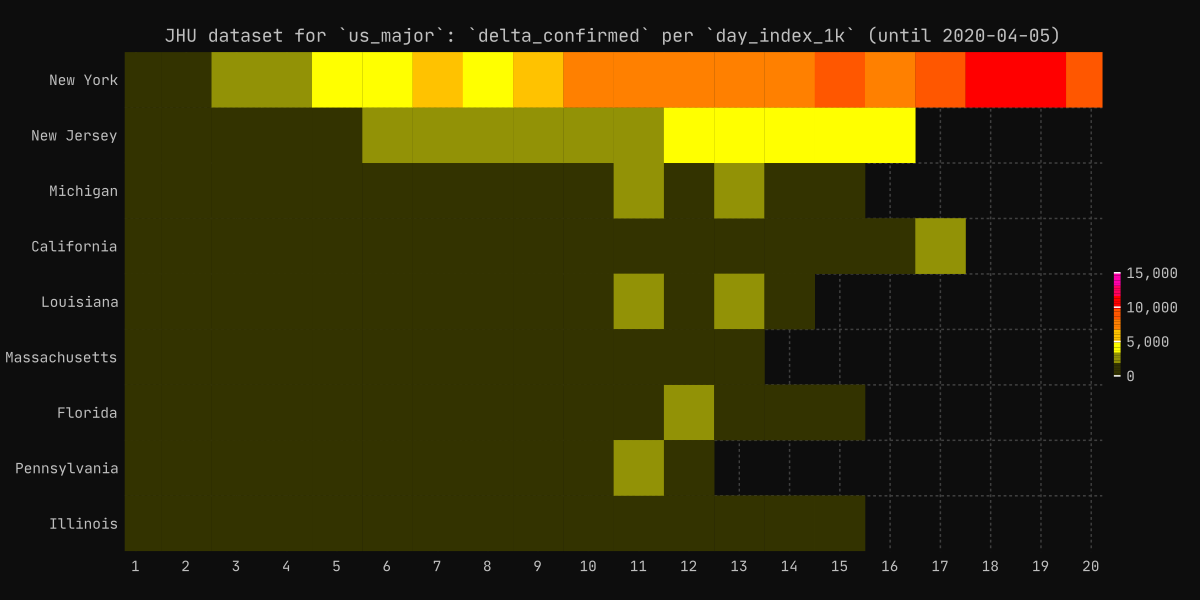 JHU dataset for `us_major`: `delta_confirmed` per `day_index_1k` (until 2020-04-05)
New York
New Jersey
Michigan
California
Louisiana
Massachusetts
Florida
Pennsylvania
Illinois
15,000
10,000
5,000
0
1 2 3 4 5 6 7 8 9 10 11 12 13 14 15 16 17 18 19 20